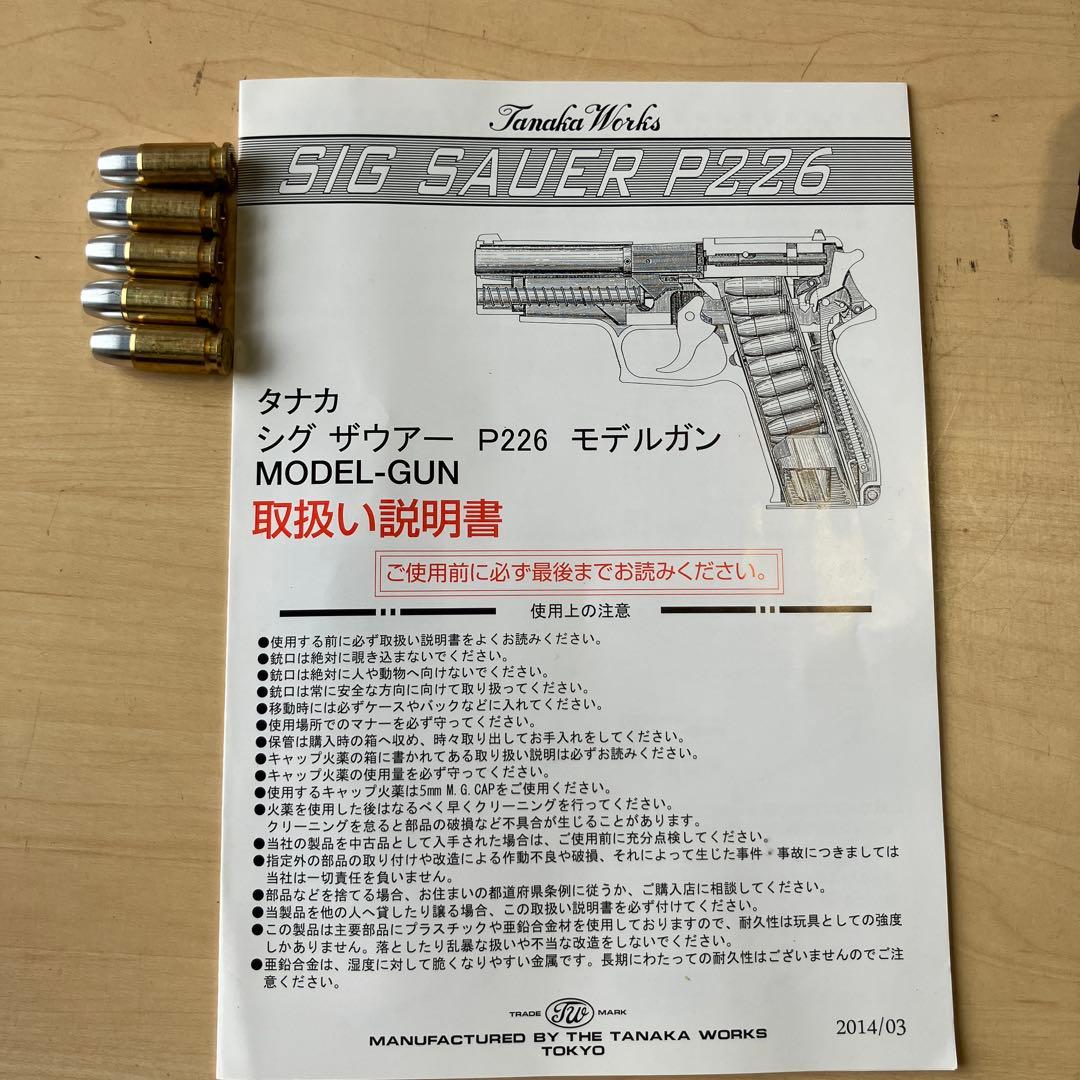 Tanaka Works
SIG SAUER P226
タナカ
シグ ザウアー P226 モデルガン
MODEL-GUN
取扱い説明書
ご使用前に必ず最後までお読みください。
使用上の注意
●使用する前に必ず取扱い説明書をよくお読みください。
●銃口は絶対に覗き込まないでください。
●銃口は絶対に人や動物へ向けないでください。
●銃口は常に安全な方向に向けて取り扱ってください。
●移動時には必ずケースやバックなどに入れてください。
●使用場所でのマナーを必ず守ってください。
●保管は購入時の箱へ収め、時々取り出してお手入れをしてください。
●キャップ火薬の箱に書かれてある取り扱い説明は必ずお読みください。
●キャップ火薬の使用量を必ず守ってください。
●使用するキャップ火薬は5mm M.G.CAPをご使用ください。
●火薬を使用した後はなるべく早くクリーニングを行ってください。
クリーニングを怠ると部品の破損など不具合が生じることがあります。
●当社の製品を中古品として入手された場合は、ご使用前に充分点検してください。
●指定外の部品の取り付けや改造による作動不良や破損、それによって生じた事件・事故につきましては
当社は一切責任を負いません。
●部品などを捨てる場合、お住まいの都道府県条例に従うか、ご購入店に相談してください。
●当製品を他の人へ貸したり譲る場合、この取扱い説明書を必ず付けてください。
●この製品は主要部品にプラスチックや亜鉛合金材を使用しておりますので、耐久性は玩具としての強度
しかありません。落としたり乱暴な扱いや不当な改造をしないでください。
●亜鉛合金は、湿度に対して脆くなりやすい金属です。長期にわたっての耐久性はございませんのでご注
意ください。
TRADE TW MARK
MANUFACTURED BY THE TANAKA WORKS
TOKYO
2014/03